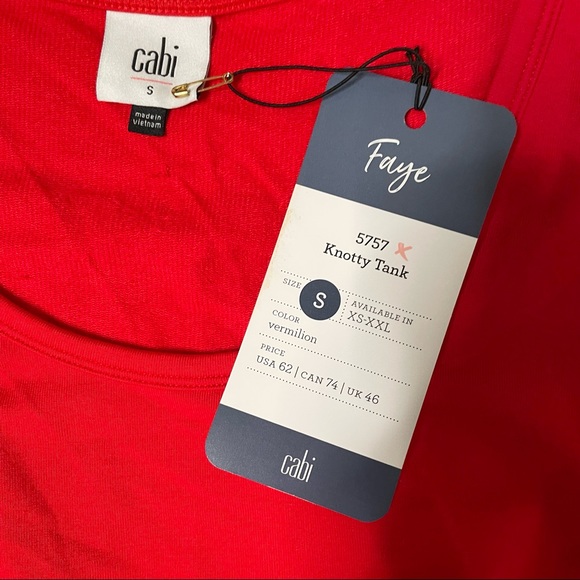 cabi
S
made in
vietnam
Faye
5757
Knotty Tank
SIZE
S
AVAILABLE IN
XS-XXL
COLOR
vermilion
PRICE
USA 62 | CAN 74 | UK 46
cabi